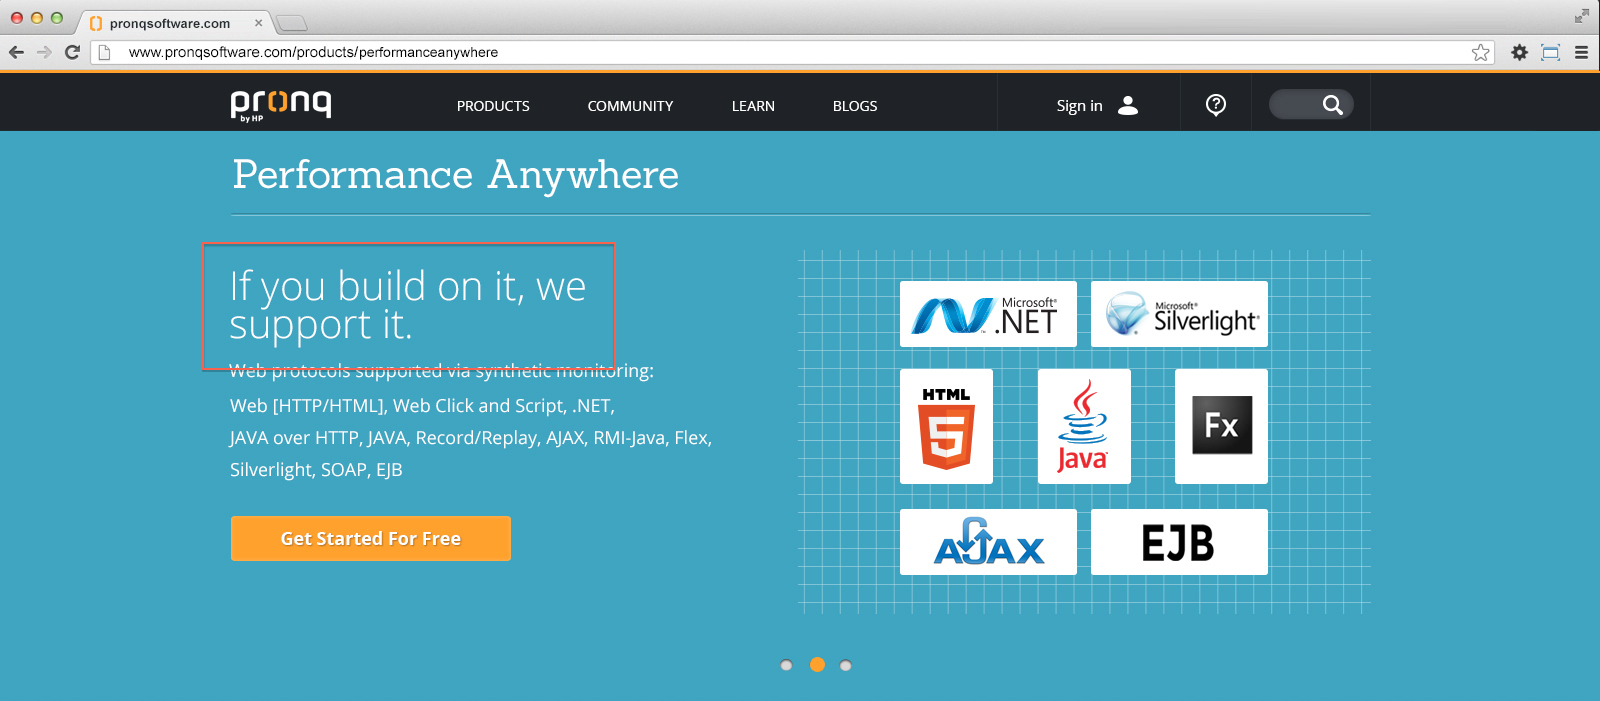 pronqsoftware.com
www.pronqsoftware.com/products/performanceanywhere
pronq
by HP
PRODUCTS
COMMUNITY
LEARN
BLOGS
Sign in
Performance Anywhere
If you build on it, we
support it.
Web protocols supported via synthetic monitoring:
Web [HTTP/HTML], Web Click and Script, .NET,
JAVA over HTTP, JAVA, Record/Replay, AJAX, RMI-Java, Flex,
Silverlight, SOAP, EJB
Get Started For Free
Microsoft®
.NET
Microsoft®
Silverlight®
HTML
5
Java
Fx
AJAX
EJB